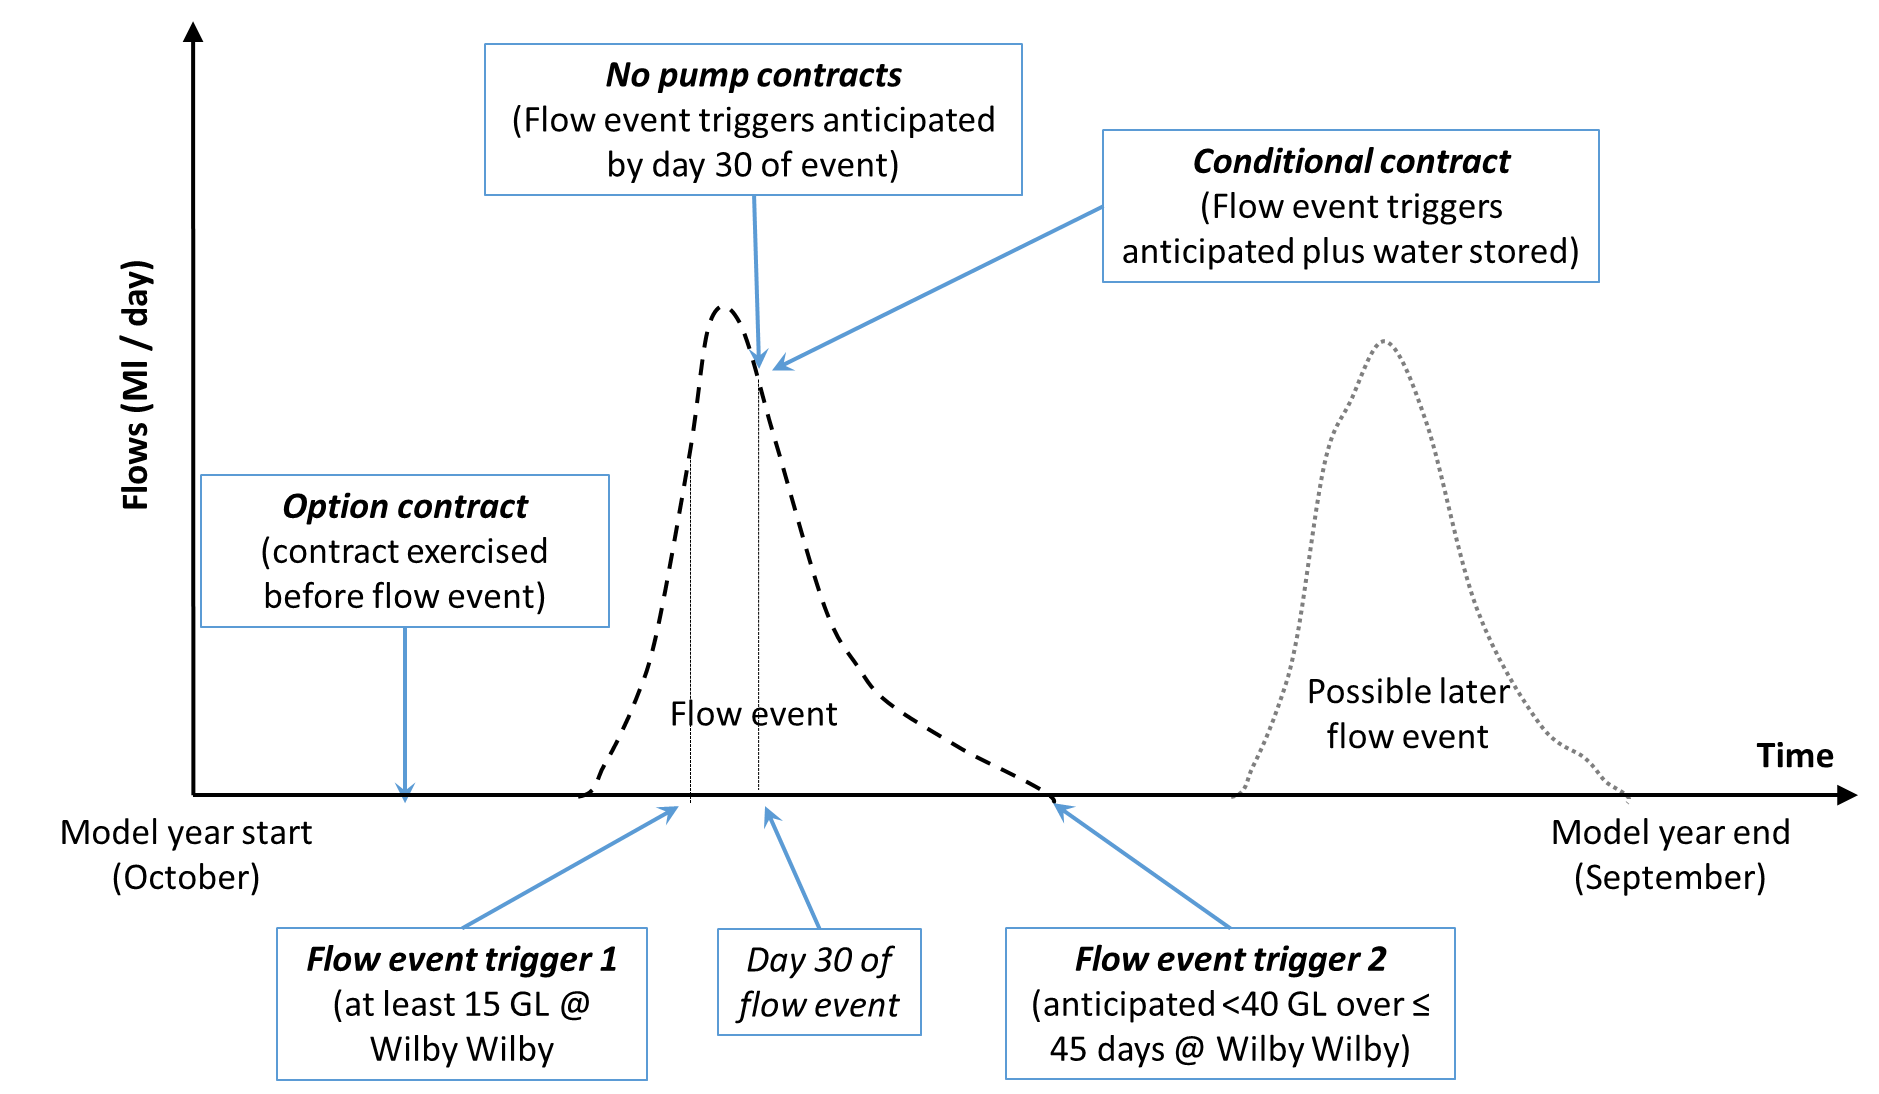 No pump contracts
(Flow event triggers anticipated
by day 30 of event)
Conditional contract
(Flow event triggers
anticipated plus water stored)
Flows (Ml / day)
Option contract
(contract exercised
before flow event)
Flow event
Possible later
flow event
Time
Model year start
(October)
Model year end
(September)
Flow event trigger 1
(at least 15 GL @
Wilby Wilby
Day 30 of
flow event
Flow event trigger 2
(anticipated <40 GL over ≤
45 days @ Wilby Wilby)